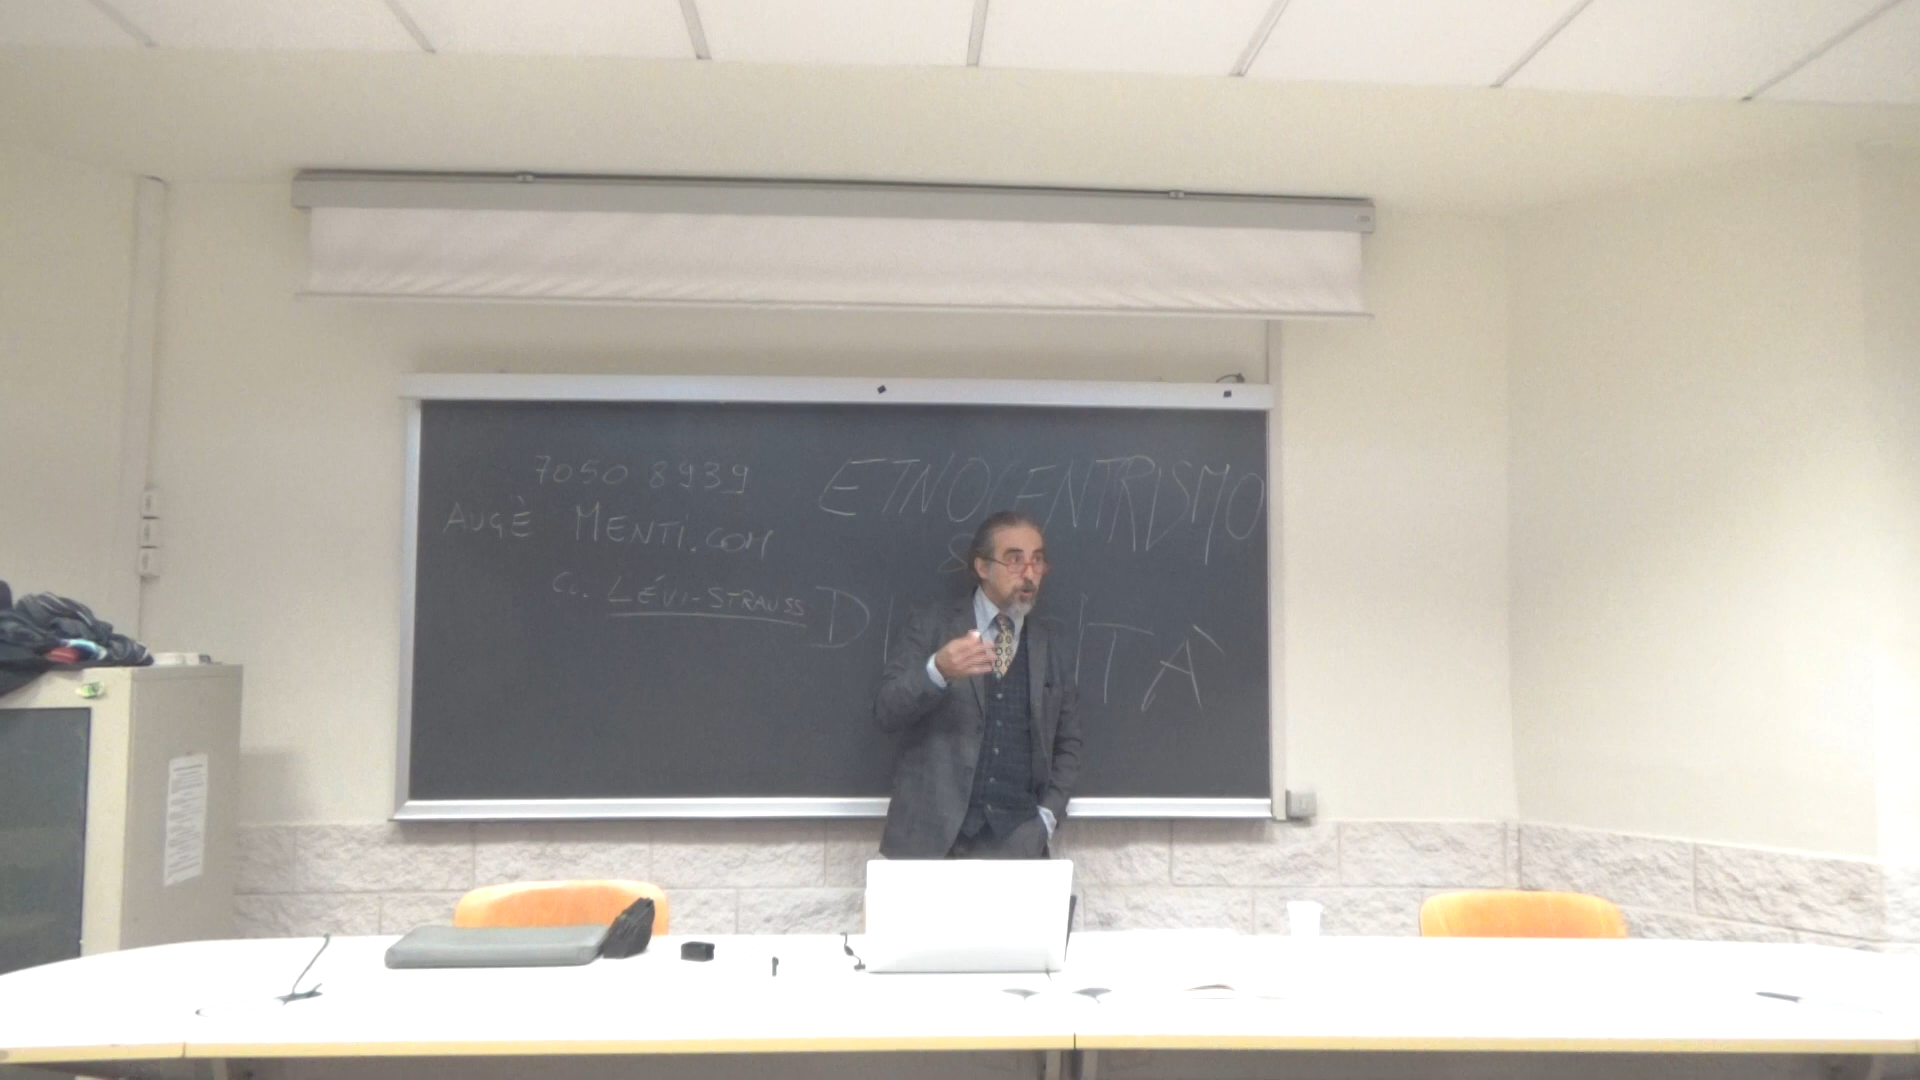 7050 8939
AUGÈ MENTI.COM
CL. LÉVI-STRAUSS
ETNOCENTRISMO
&